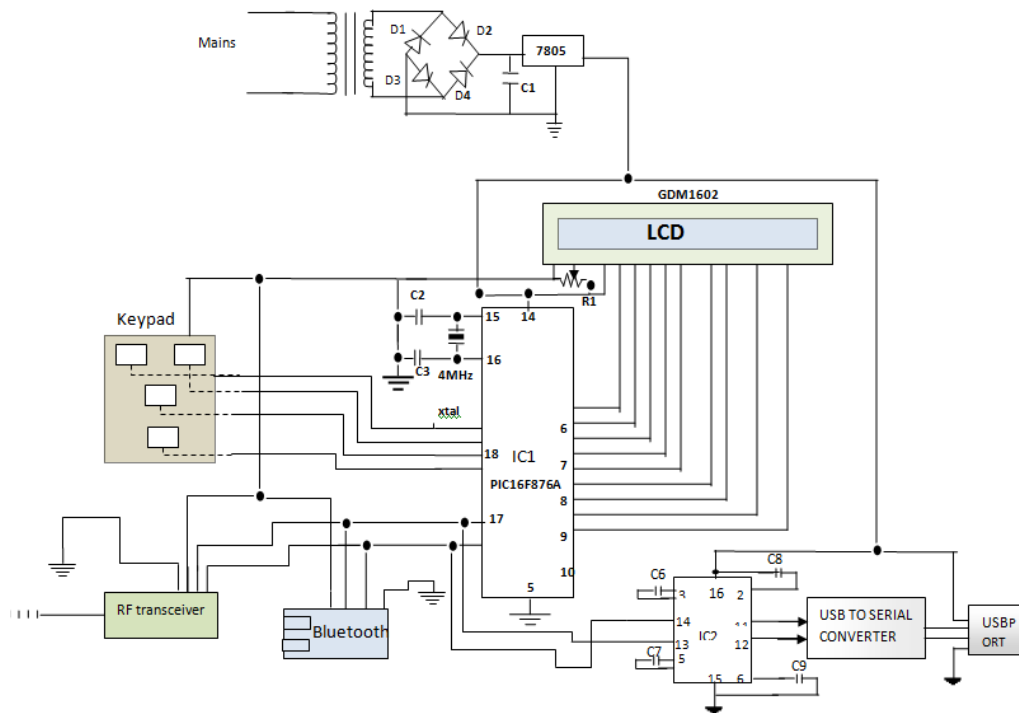 Mains
D1
D2
D3
D4
C1
7805
GDM1602
LCD
R1
Keypad
C2
C3
4MHz
xtal
15
14
16
18
17
IC1
PIC16F876A
6
7
8
9
10
5
RF transceiver
Bluetooth
C6
C7
C8
C9
16
2
14
13
5
12
15
6
IC2
USB TO SERIAL
CONVERTER
USBP
ORT